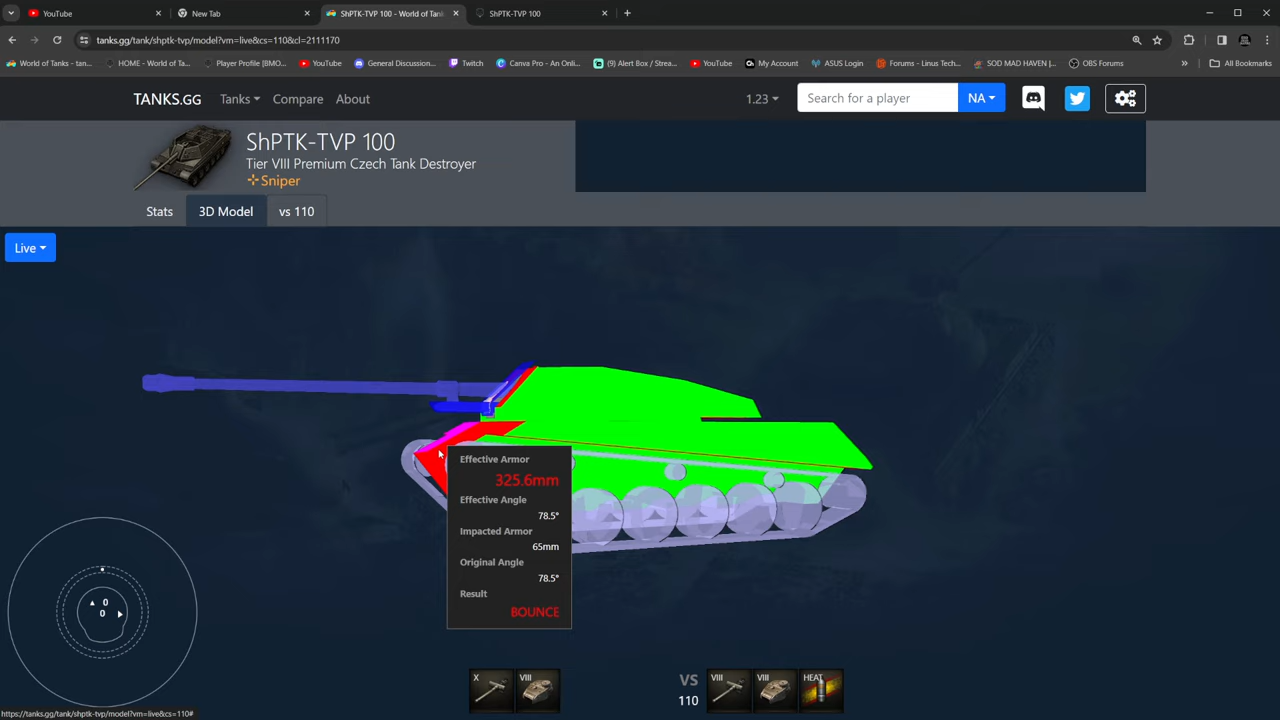 YouTube
New Tab
ShPTK-TVP 100 - World of Tank
ShPTK-TVP 100
tanks.gg/tank/shptk-tvp/model?vm=live&cs=110&cl=2111170
World of Tanks - tan...
HOME - World of Ta...
Player Profile (BMO...
YouTube
General Discussion...
Twitch
Canva Pro - An Onli...
(9) Alert Box / Strea...
YouTube
My Account
ASUS Login
Forums - Linus Tech...
SOD MAD HAVEN |...
OBS Forums
»
All Bookmarks
TANKS.GG
Tanks
Compare
About
1.23
Search for a player
NA
ShPTK-TVP 100
Tier VIII Premium Czech Tank Destroyer
Sniper
Stats
3D Model
vs 110
Live
Effective Armor
325.6mm
Effective Angle
78.5°
Impacted Armor
65mm
Original Angle
78.5°
Result
BOUNCE
0
0
X
VIII
VS
110
VIII
VIII
HEAT
https://tanks.gg/tank/shptk-tvp/model?vm=live&cs=110#